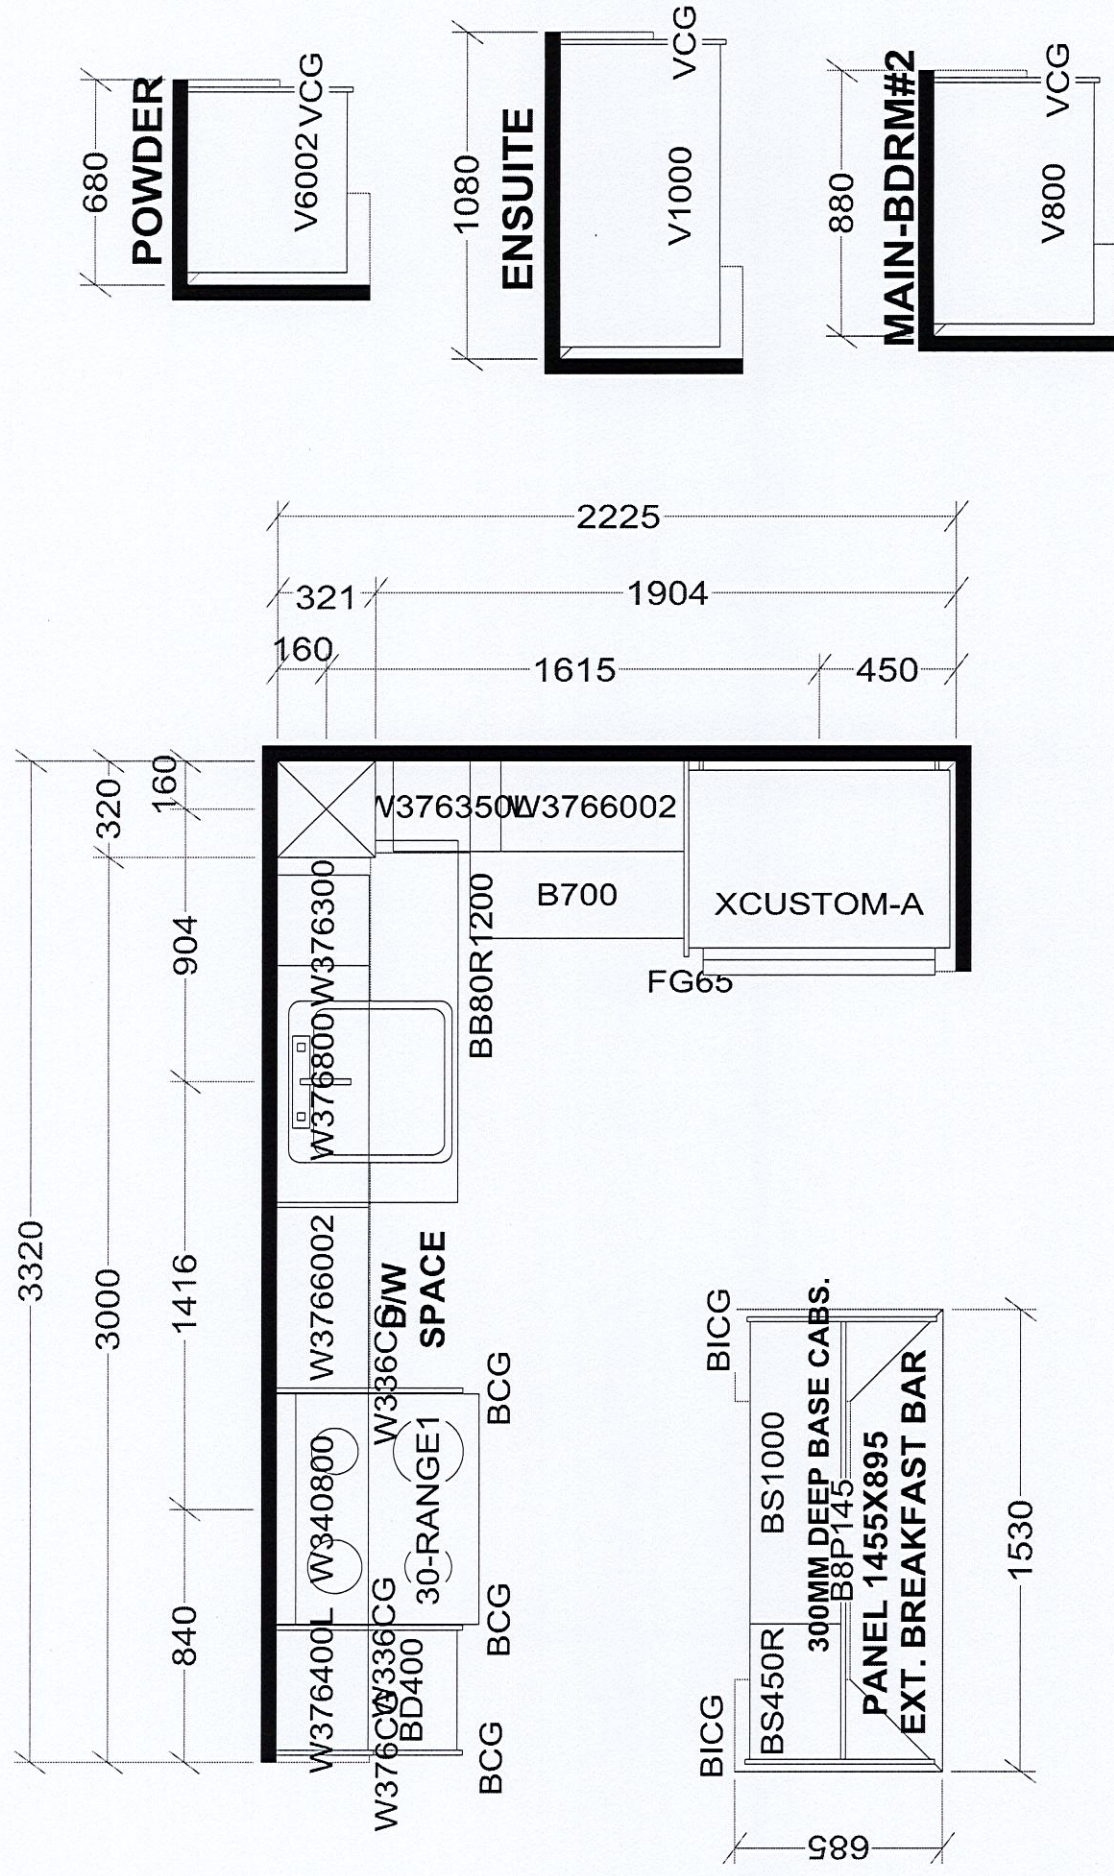 680
POWDER
V6002
VCG
1080
ENSUITE
V1000
VCG
880
MAIN-BDRM#2
V800
VCG
2225
321
1904
160
1615
450
3320
320
3000
160
904
1416
840
W376350L
W3766002
B700
XCUSTOM-A
FG65
W376300
W376800
BB80R1200
W3766002
D/W
SPACE
W336CG
BCG
W340800
30-RANGE1
BCG
W376400L
W336CG
BD400
W376CG
BCG
BICG
BS1000
300MM DEEP BASE CABS.
B8P145
PANEL 1455X895
EXT. BREAKFAST BAR
BS450R
BICG
1530
685